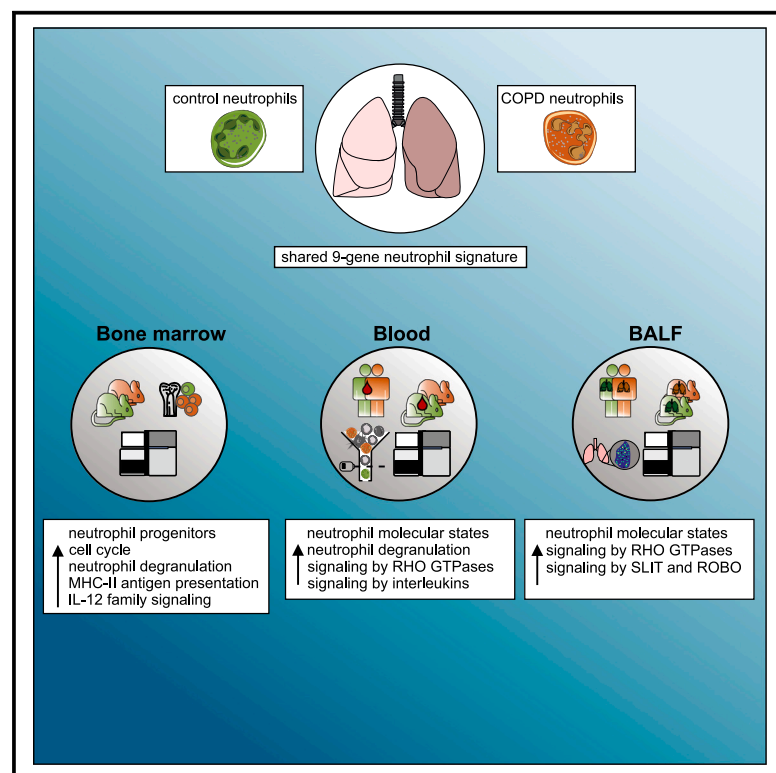 control neutrophils
COPD neutrophils
shared 9-gene neutrophil signature
Bone marrow
neutrophil progenitors
cell cycle
neutrophil degranulation
MHC-II antigen presentation
IL-12 family signaling
Blood
neutrophil molecular states
neutrophil degranulation
signaling by RHO GTPases
signaling by interleukins
BALF
neutrophil molecular states
signaling by RHO GTPases
signaling by SLIT and ROBO